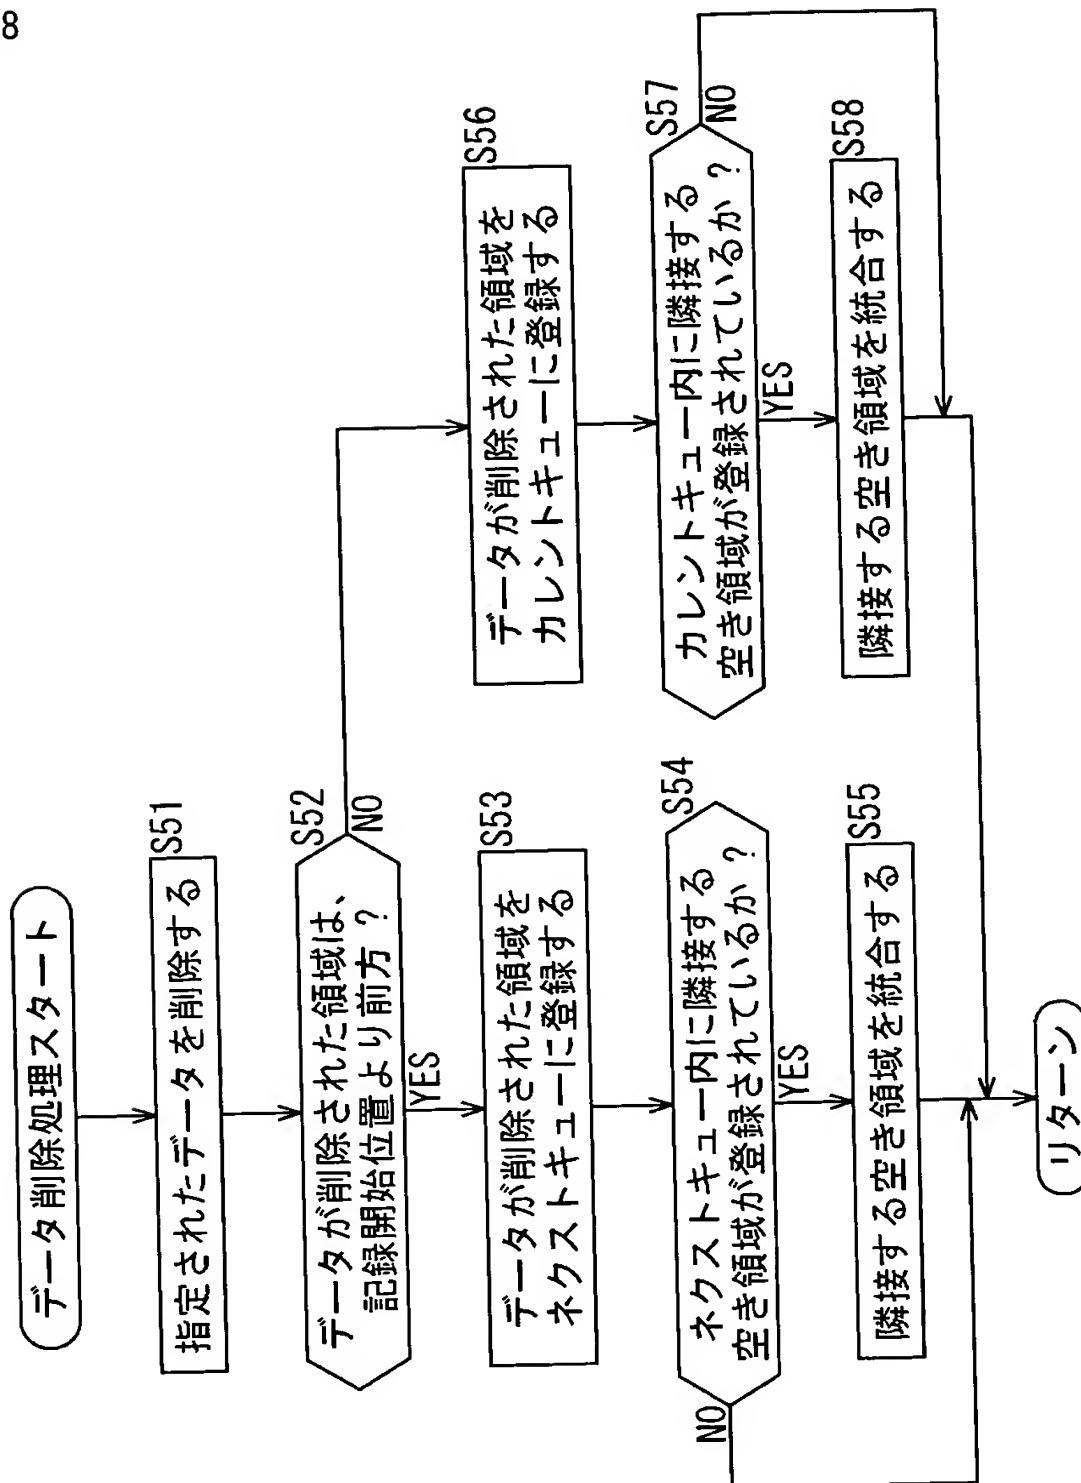 8
データ削除処理スタート
S51
指定されたデータを削除する
S52
データが削除された領域は、
記録開始位置より前方？
NO
YES
S53
データが削除された領域を
ネクストキューに登録する
S54
ネクストキュー内に隣接する
空き領域が登録されているか？
NO
YES
S55
隣接する空き領域を統合する
S56
データが削除された領域を
カレントキューに登録する
S57
カレントキュー内に隣接する
空き領域が登録されているか？
NO
YES
S58
隣接する空き領域を統合する
リターン